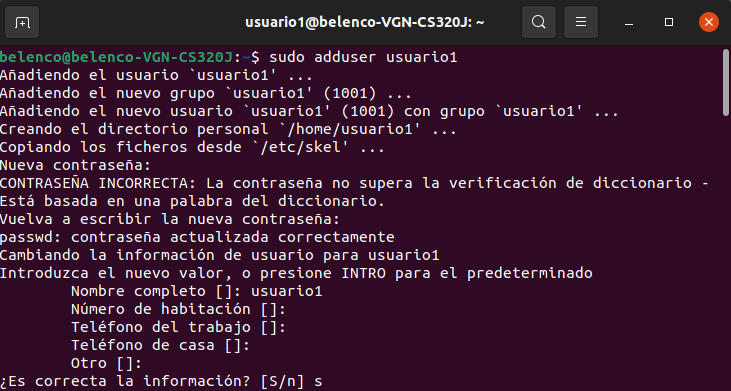 usuario1@belenco-VGN-CS320J: ~
belenco@belenco-VGN-CS320J:~$ sudo adduser usuario1
Añadiendo el usuario `usuario1' ...
Añadiendo el nuevo grupo `usuario1' (1001) ...
Añadiendo el nuevo usuario `usuario1' (1001) con grupo `usuario1' ...
Creando el directorio personal `/home/usuario1' ...
Copiando los ficheros desde `/etc/skel' ...
Nueva contraseña:
CONTRASEÑA INCORRECTA: La contraseña no supera la verificación de diccionario -
Está basada en una palabra del diccionario.
Vuelva a escribir la nueva contraseña:
passwd: contraseña actualizada correctamente
Cambiando la información de usuario para usuario1
Introduzca el nuevo valor, o presione INTRO para el predeterminado
Nombre completo []: usuario1
Número de habitación []:
Teléfono del trabajo []:
Teléfono de casa []:
Otro []:
¿Es correcta la información? [S/n] s